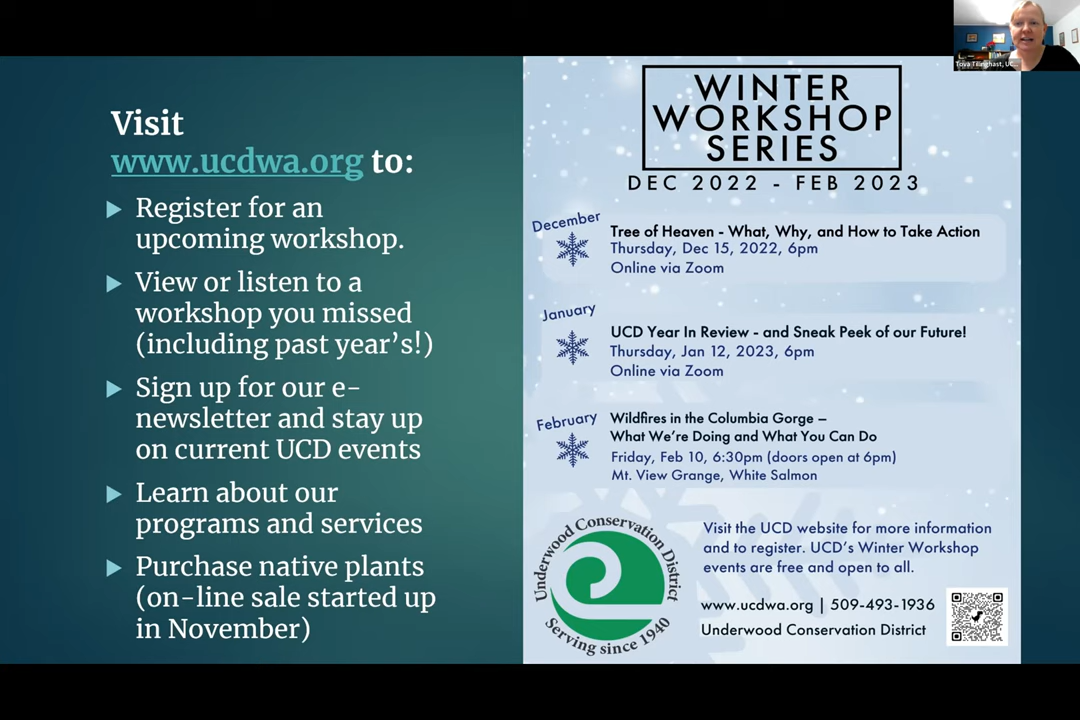 Tova Tillinghast, UC...
Visit
www.ucdwa.org to:
Register for an
upcoming workshop.
View or listen to a
workshop you missed
(including past year's!)
Sign up for our e-
newsletter and stay up
on current UCD events
Learn about our
programs and services
Purchase native plants
(on-line sale started up
in November)
WINTER
WORKSHOP
SERIES
DEC 2022 - FEB 2023
December
Tree of Heaven - What, Why, and How to Take Action
Thursday, Dec 15, 2022, 6pm
Online via Zoom
January
UCD Year In Review - and Sneak Peek of our Future!
Thursday, Jan 12, 2023, 6pm
Online via Zoom
February
Wildfires in the Columbia Gorge –
What We're Doing and What You Can Do
Friday, Feb 10, 6:30pm (doors open at 6pm)
Mt. View Grange, White Salmon
Underwood Conservation District
Serving since 1940
Visit the UCD website for more information
and to register. UCD's Winter Workshop
events are free and open to all.
www.ucdwa.org | 509-493-1936
Underwood Conservation District